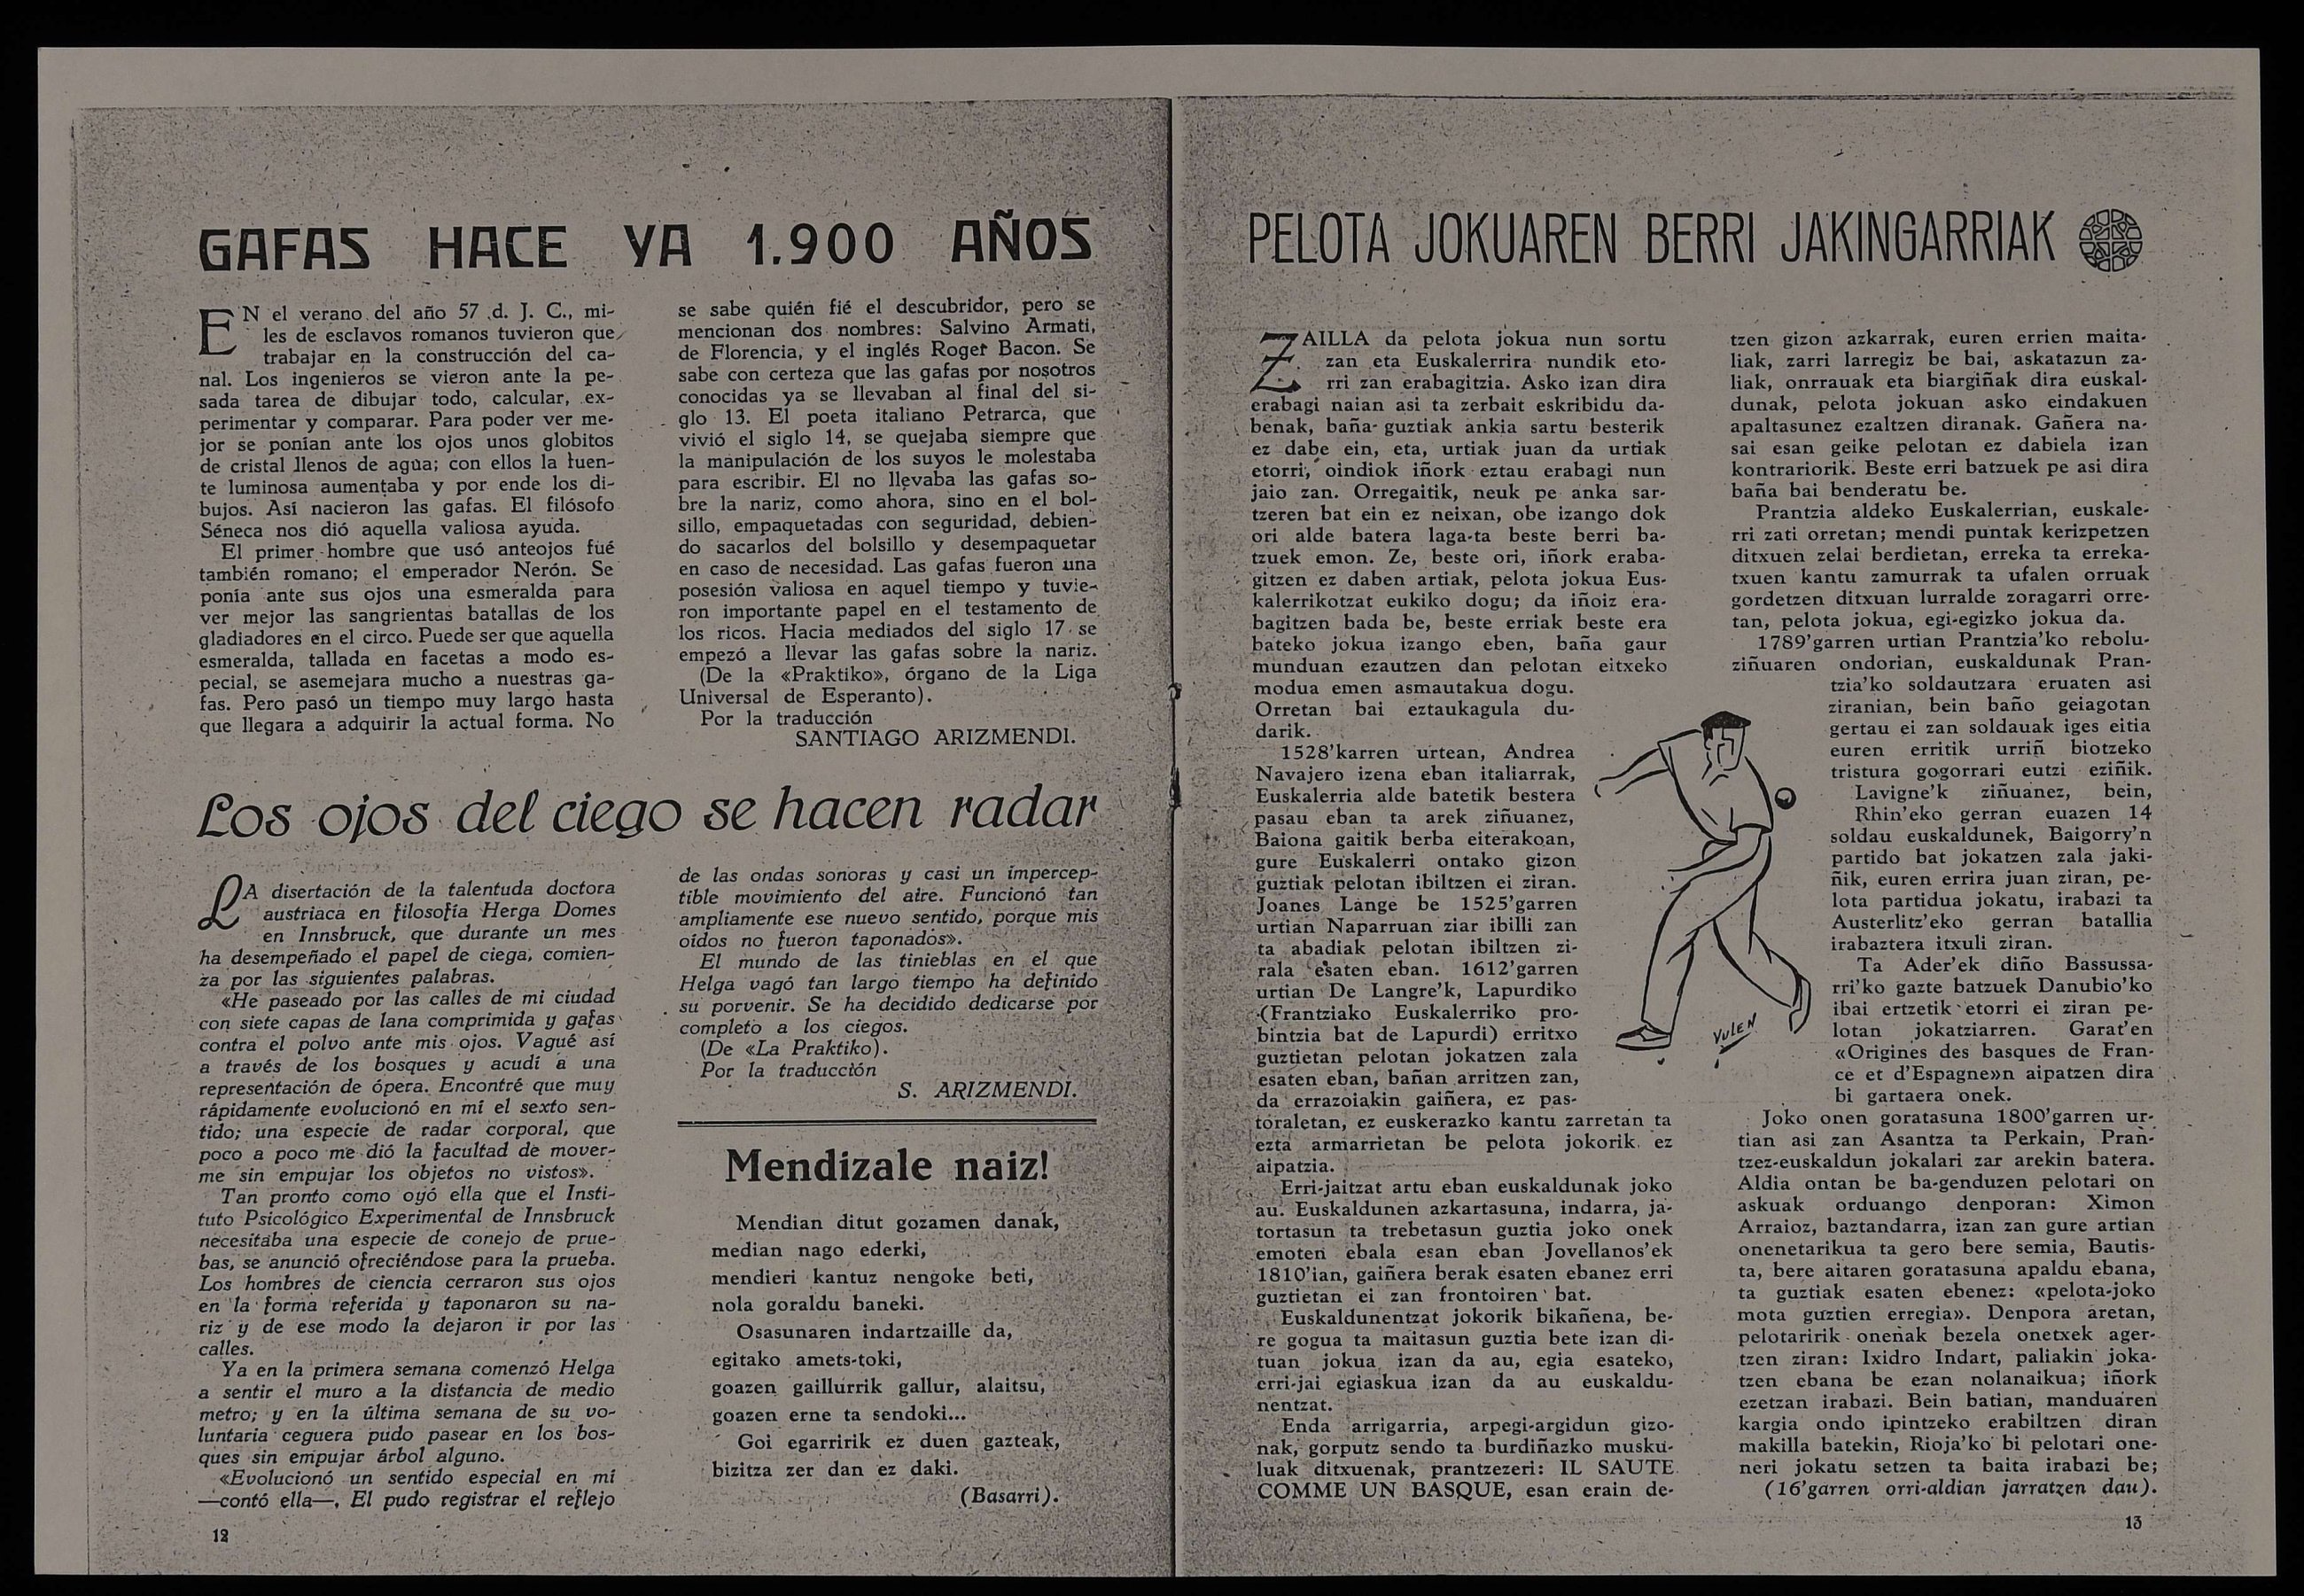 GAFAS HACE YA 1.900 AÑOS
EN el verano del año 57 d. J. C., mi-
les de esclavos romanos tuvieron que
trabajar en la construcción del ca-
nal. Los ingenieros se vieron ante la pe-
sada tarea de dibujar todo, calcular, ex-
perimentar y comparar. Para poder ver me-
jor se ponían ante los ojos unos globitos
de cristal llenos de agua; con ellos la fuen-
te luminosa aumentaba y por ende los di-
bujos. Así nacieron las gafas. El filósofo
Séneca nos dió aquella valiosa ayuda.
El primer hombre que usó anteojos fué
también romano; el emperador Nerón. Se
ponía ante sus ojos una esmeralda para
ver mejor las sangrientas batallas de los
gladiadores en el circo. Puede ser que aquella
esmeralda, tallada en facetas a modo es-
pecial, se asemejara mucho a nuestras ga-
fas. Pero pasó un tiempo muy largo hasta
que llegara a adquirir la actual forma. No
se sabe quién fié el descubridor, pero se
mencionan dos nombres: Salvino Armati,
de Florencia, y el inglés Roger Bacon. Se
sabe con certeza que las gafas por nosotros
conocidas ya se llevaban al final del si-
glo 13. El poeta italiano Petrarca, que
vivió el siglo 14, se quejaba siempre que
la manipulación de los suyos le molestaba
para escribir. El no llevaba las gafas so-
bre la nariz, como ahora, sino en el bol-
sillo, empaquetadas con seguridad, debien-
do sacarlos del bolsillo y desempaquetar
en caso de necesidad. Las gafas fueron una
posesión valiosa en aquel tiempo y tuvie-
ron importante papel en el testamento de
los ricos. Hacia mediados del siglo 17 se
empezó a llevar las gafas sobre la nariz.
(De la «Praktiko», órgano de la Liga
Universal de Esperanto).
Por la traducción
SANTIAGO ARIZMENDI.
Los ojos del ciego se hacen radar
LA disertación de la talentuda doctora
austriaca en filosofía Herga Domes
en Innsbruck, que durante un mes
ha desempeñado el papel de ciega, comien-
za por las siguientes palabras.
«He paseado por las calles de mi ciudad
con siete capas de lana comprimida y gafas
contra el polvo ante mis ojos. Vagué así
a través de los bosques y acudí a una
representación de ópera. Encontré que muy
rápidamente evolucionó en mí el sexto sen-
tido; una especie de radar corporal, que
poco a poco me dió la facultad de mover-
me sin empujar los objetos no vistos».
Tan pronto como oyó ella que el Insti-
tuto Psicológico Experimental de Innsbruck
necesitaba una especie de conejo de prue-
bas, se anunció ofreciéndose para la prueba.
Los hombres de ciencia cerraron sus ojos
en la forma referida y taponaron su na-
riz y de ese modo la dejaron ir por las
calles.
Ya en la primera semana comenzó Helga
a sentir el muro a la distancia de medio
metro; y en la última semana de su vo-
luntaria ceguera pudo pasear en los bos-
ques sin empujar árbol alguno.
«Evolucionó un sentido especial en mí
—contó ella—. El pudo registrar el reflejo
de las ondas sonoras y casi un impercep-
tible movimiento del aire. Funcionó tan
ampliamente ese nuevo sentido, porque mis
oídos no fueron taponados».
El mundo de las tinieblas en el que
Helga vagó tan largo tiempo ha definido
su porvenir. Se ha decidido dedicarse por
completo a los ciegos.
(De «La Praktiko).
Por la traducción
S. ARIZMENDI.
Mendizale naiz!
Mendian ditut gozamen danak,
median nago ederki,
mendieri kantuz nengoke beti,
nola goraldu baneki.
Osasunaren indartzaille da,
egitako amets-toki,
goazen gaillurrik gallur, alaitsu,
goazen erne ta sendoki...
Goi egarririk ez duen gazteak,
bizitza zer dan ez daki.
(Basarri).
12
PELOTA JOKUAREN BERRI JAKINGARRIAK
ZAILLA da pelota jokua nun sortu
zan eta Euskalerrira nundik eto-
rri zan erabagitzia. Asko izan dira
erabagi naian asi ta zerbait eskribidu da-
benak, baña guztiak ankia sartu besterik
ez dabe ein, eta, urtiak juan da urtiak
etorri, oindiok iñork eztau erabagi nun
jaio zan. Orregaitik, neuk pe anka sar-
tzeren bat ein ez neixan, obe izango dok
ori alde batera laga-ta beste berri ba-
tzuek emon. Ze, beste ori, iñork eraba-
gitzen ez daben artiak, pelota jokua Eus-
kalerrikotzat eukiko dogu; da iñoiz era-
bagitzen bada be, beste erriak beste era
bateko jokua izango eben, baña gaur
munduan ezautzen dan pelotan eitxeko
modua emen asmautakua dogu.
Orretan bai eztaukagula du-
darik.
1528'karren urtean, Andrea
Navajero izena eban italiarrak,
Euskalerria alde batetik bestera
pasau eban ta arek ziñuanez,
Baiona gaitik berba eiterakoan,
gure Euskalerri ontako gizon
guztiak pelotan ibiltzen ei ziran.
Joanes Lange be 1525'garren
urtian Naparruan ziar ibilli zan
ta abadiak pelotan ibiltzen zi-
rala esaten eban. 1612'garren
urtian De Langre'k, Lapurdiko
(Frantziako Euskalerriko pro-
bintzia bat de Lapurdi) erritxo
guztietan pelotan jokatzen zala
esaten eban, bañan arritzen zan,
da errazoiakin gaiñera, ez pas-
toraletan, ez euskerazko kantu zarretan ta
ezta armarrietan be pelota jokorik ez
aipatzia.
Erri-jaitzat artu eban euskaldunak joko
au. Euskaldunen azkartasuna, indarra, ja-
tortasun ta trebetasun guztia joko onek
emoten ebala esan eban Jovellanos'ek
1810'ian, gaiñera berak esaten ebanez erri
guztietan ei zan frontoiren bat.
Euskaldunentzat jokorik bikañena, be-
re gogua ta maitasun guztia bete izan di-
tuan jokua izan da au, egia esateko,
erri-jai egiaskua izan da au euskaldu-
nentzat.
Enda arrigarria, arpegi-argidun gizo-
nak, gorputz sendo ta burdiñazko musku-
luak ditxuenak, prantzezeri: IL SAUTE
COMME UN BASQUE, esan erain de-
tzen gizon azkarrak, euren errien maita-
liak, zarri larregiz be bai, askatazun za-
liak, onrrauak eta biargiñak dira euskal-
dunak, pelota jokuan asko eindakuen
apaltasunez ezaltzen diranak. Gañera na-
sai esan geike pelotan ez dabiela izan
kontrariorik. Beste erri batzuek pe asi dira
baña bai benderatu be.
Prantzia aldeko Euskalerrian, euskale-
rri zati orretan; mendi puntak kerizpetzen
ditxuen zelai berdietan, erreka ta erreka-
txuen kantu zamurrak ta ufalen orruak
gordetzen ditxuan lurralde zoragarri orre-
tan, pelota jokua, egi-egizko jokua da.
1789'garren urtian Prantzia'ko rebolu-
ziñuaren ondorian, euskaldunak Pran-
tzia'ko soldautzara eruaten asi
ziranian, bein baño geiagotan
gertau ei zan soldauak iges eitia
euren erritik urriñ biotzeko
tristura gogorrari eutzi eziñik.
Lavigne'k ziñuanez, bein,
Rhin'eko gerran euazen 14
soldau euskaldunek, Baigorry'n
partido bat jokatzen zala jaki-
ñik, euren errira juan ziran, pe-
lota partidua jokatu, irabazi ta
Austerlitz'eko gerran batallia
irabaztera itxuli ziran.
Ta Ader'ek diño Bassussa-
rri'ko gazte batzuek Danubio'ko
ibai ertzetik etorri ei ziran pe-
lotan jokatziarren. Garat'en
«Origines des basques de Fran-
ce et d'Espagne»n aipatzen dira
bi gartaera onek.
YULEN
Joko onen goratasuna 1800'garren ur-
tian asi zan Asantza ta Perkain, Pran-
tzez-euskaldun jokalari zar arekin batera.
Aldia ontan be ba-genduzen pelotari on
askuak orduango denporan: Ximon
Arraioz, baztandarra, izan zan gure artian
onenetarikua ta gero bere semia, Bautis-
ta, bere aitaren goratasuna apaldu ebana,
ta guztiak esaten ebenez: «pelota-joko
mota guztien erregia». Denpora aretan,
pelotaririk onenak bezela onetxek ager-
tzen ziran: Ixidro Indart, paliakin joka-
tzen ebana be ezan nolanaikua; iñork
ezetzan irabazi. Bein batian, manduaren
kargia ondo ipintzeko erabiltzen diran
makilla batekin, Rioja'ko bi pelotari one-
neri jokatu setzen ta baita irabazi be;
(16'garren orri-aldian jarratzen dau).
13